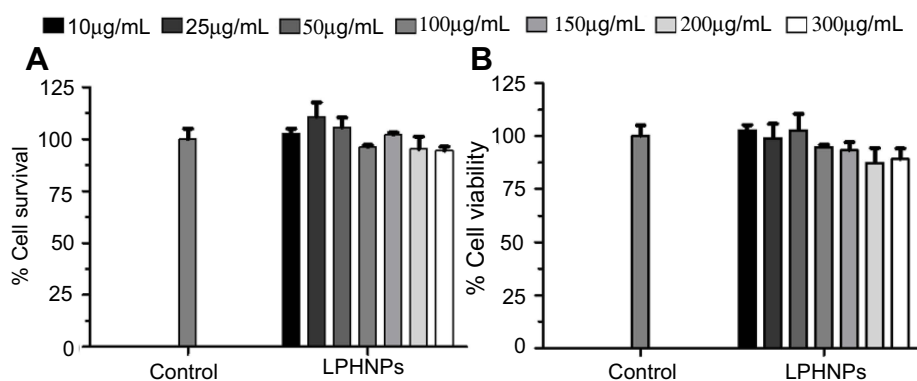 10µg/mL 25µg/mL 50µg/mL 100µg/mL 150µg/mL 200µg/mL 300µg/mL
A
% Cell survival
125
100
75
50
25
0
Control LPHNPs
B
% Cell viability
125
100
75
50
25
0
Control LPHNPs